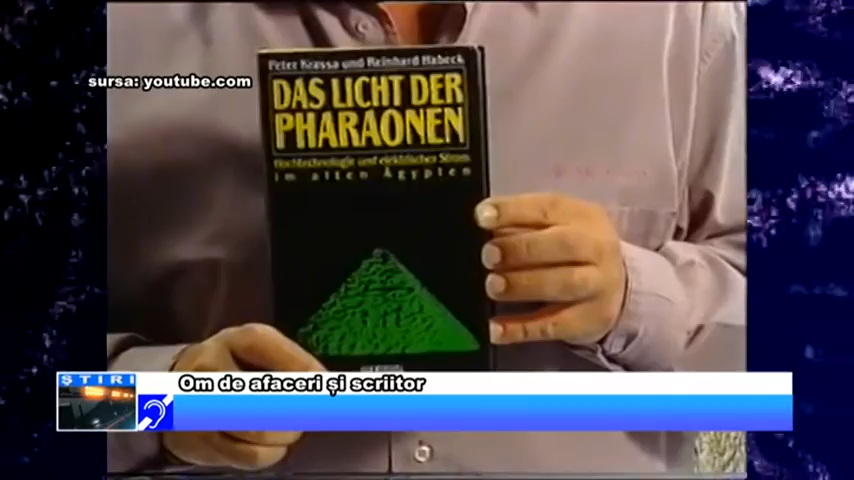 sursa: youtube.com
Peter Krassa und Reinhard Habeck
DAS LICHT DER
PHARAONEN
Hochtechnologie und elektrischer Strom
im alten Ägypten
ȘTIRI
Om de afaceri și scriitor